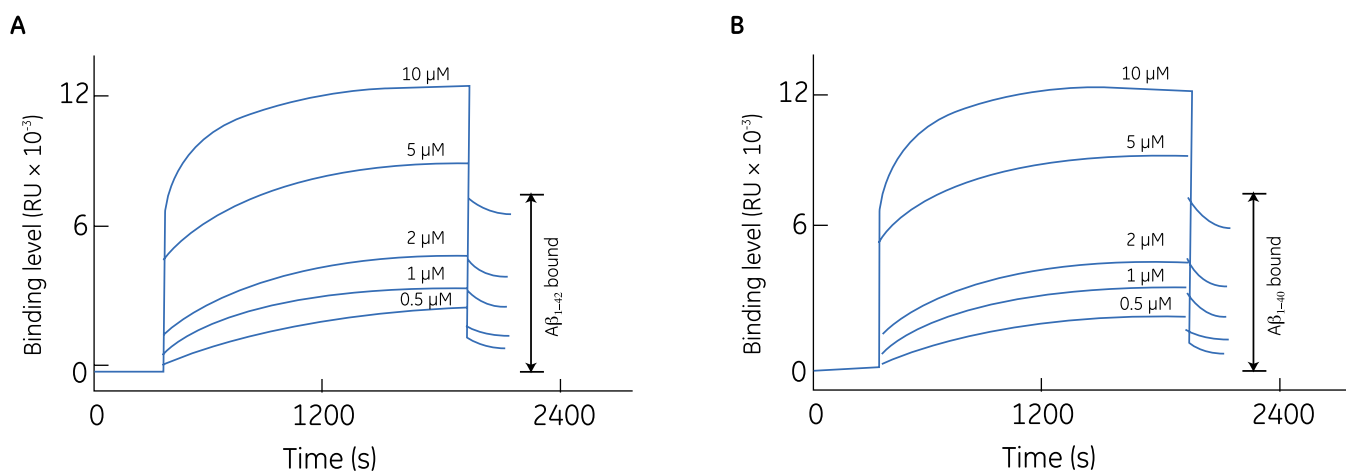 A
Binding level (RU × 10⁻³)
12
6
0
10 μM
5 μM
2 μM
1 μM
0.5 μM
Aβ₁₋₄₂ bound
0
1200
2400
Time (s)
B
Binding level (RU × 10⁻³)
12
6
0
10 μM
5 μM
2 μM
1 μM
0.5 μM
Aβ₁₋₄₀ bound
0
1200
2400
Time (s)